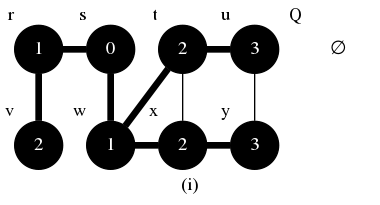 r s t u Q
1 0 2 3 ∅
v w x y
2 1 2 3
(i)